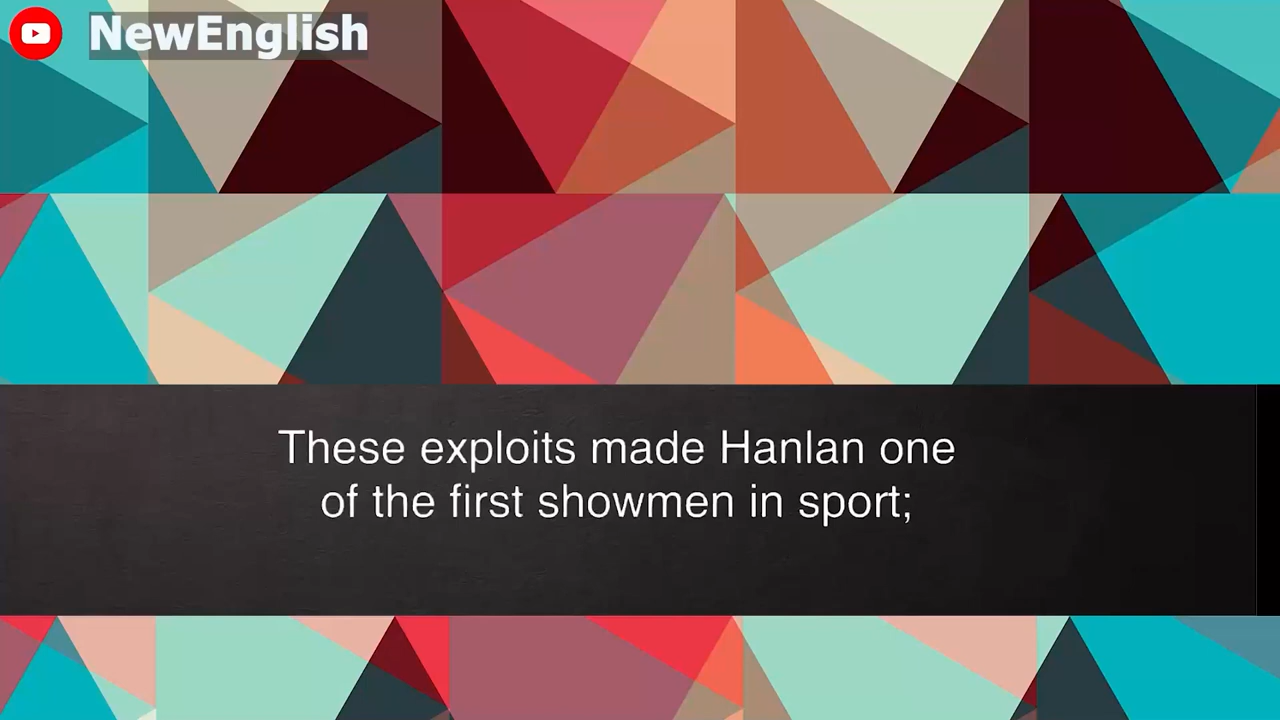 NewEnglish
These exploits made Hanlan one
of the first showmen in sport;